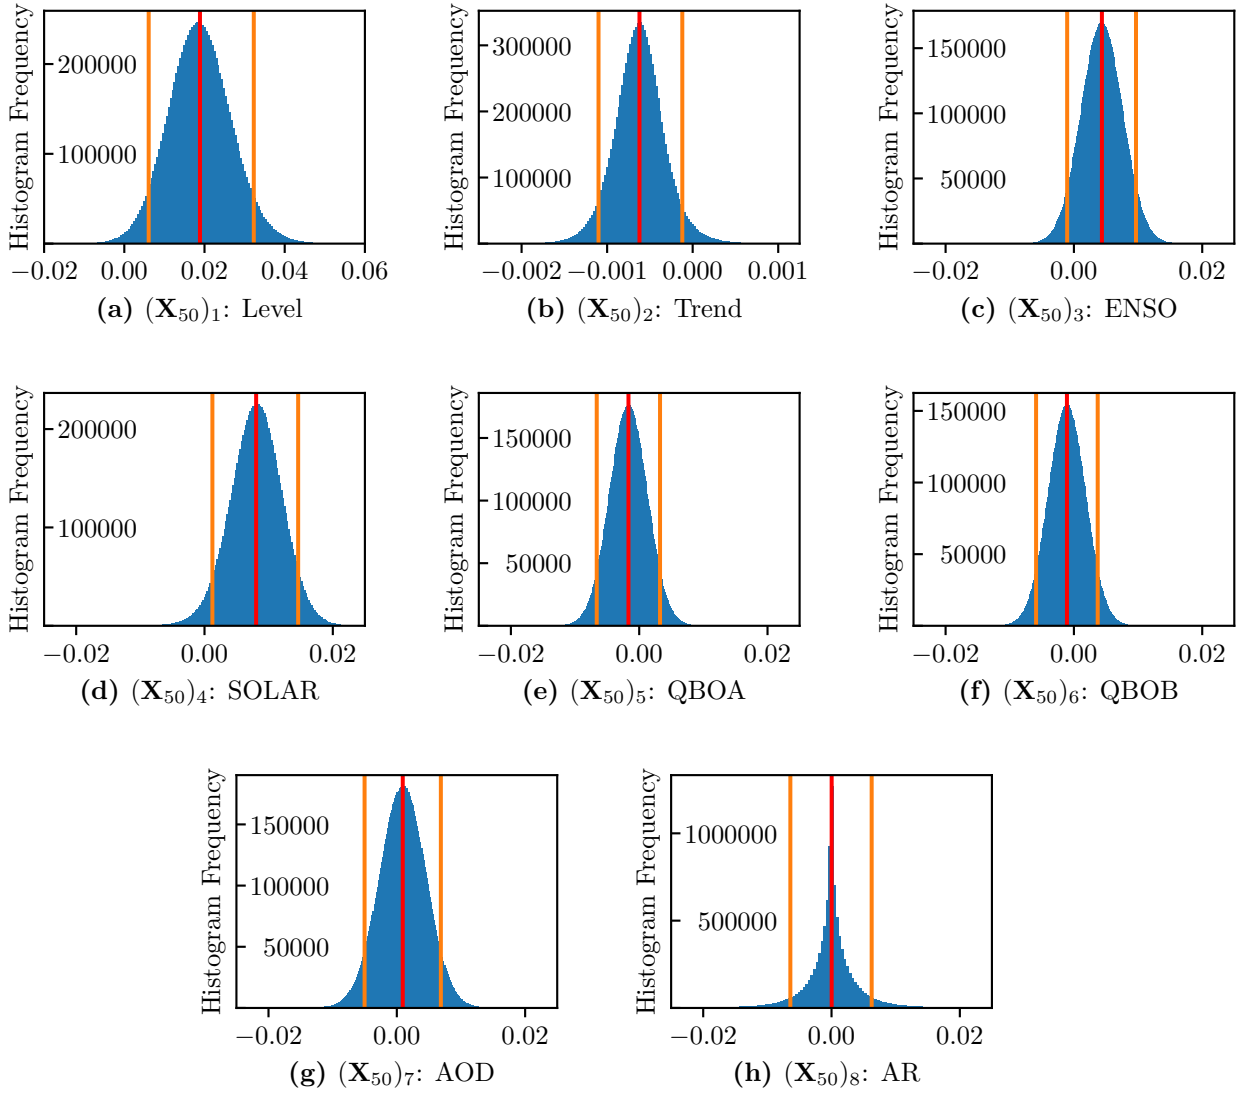 Histogram Frequency
200000
100000
−0.02 0.00 0.02 0.04 0.06
(a) (X50)1: Level
Histogram Frequency
300000
200000
100000
−0.002 −0.001 0.000 0.001
(b) (X50)2: Trend
Histogram Frequency
150000
100000
50000
−0.02 0.00 0.02
(c) (X50)3: ENSO
Histogram Frequency
200000
100000
−0.02 0.00 0.02
(d) (X50)4: SOLAR
Histogram Frequency
150000
100000
50000
−0.02 0.00 0.02
(e) (X50)5: QBOA
Histogram Frequency
150000
100000
50000
−0.02 0.00 0.02
(f) (X50)6: QBOB
Histogram Frequency
150000
100000
50000
−0.02 0.00 0.02
(g) (X50)7: AOD
Histogram Frequency
1000000
500000
−0.02 0.00 0.02
(h) (X50)8: AR